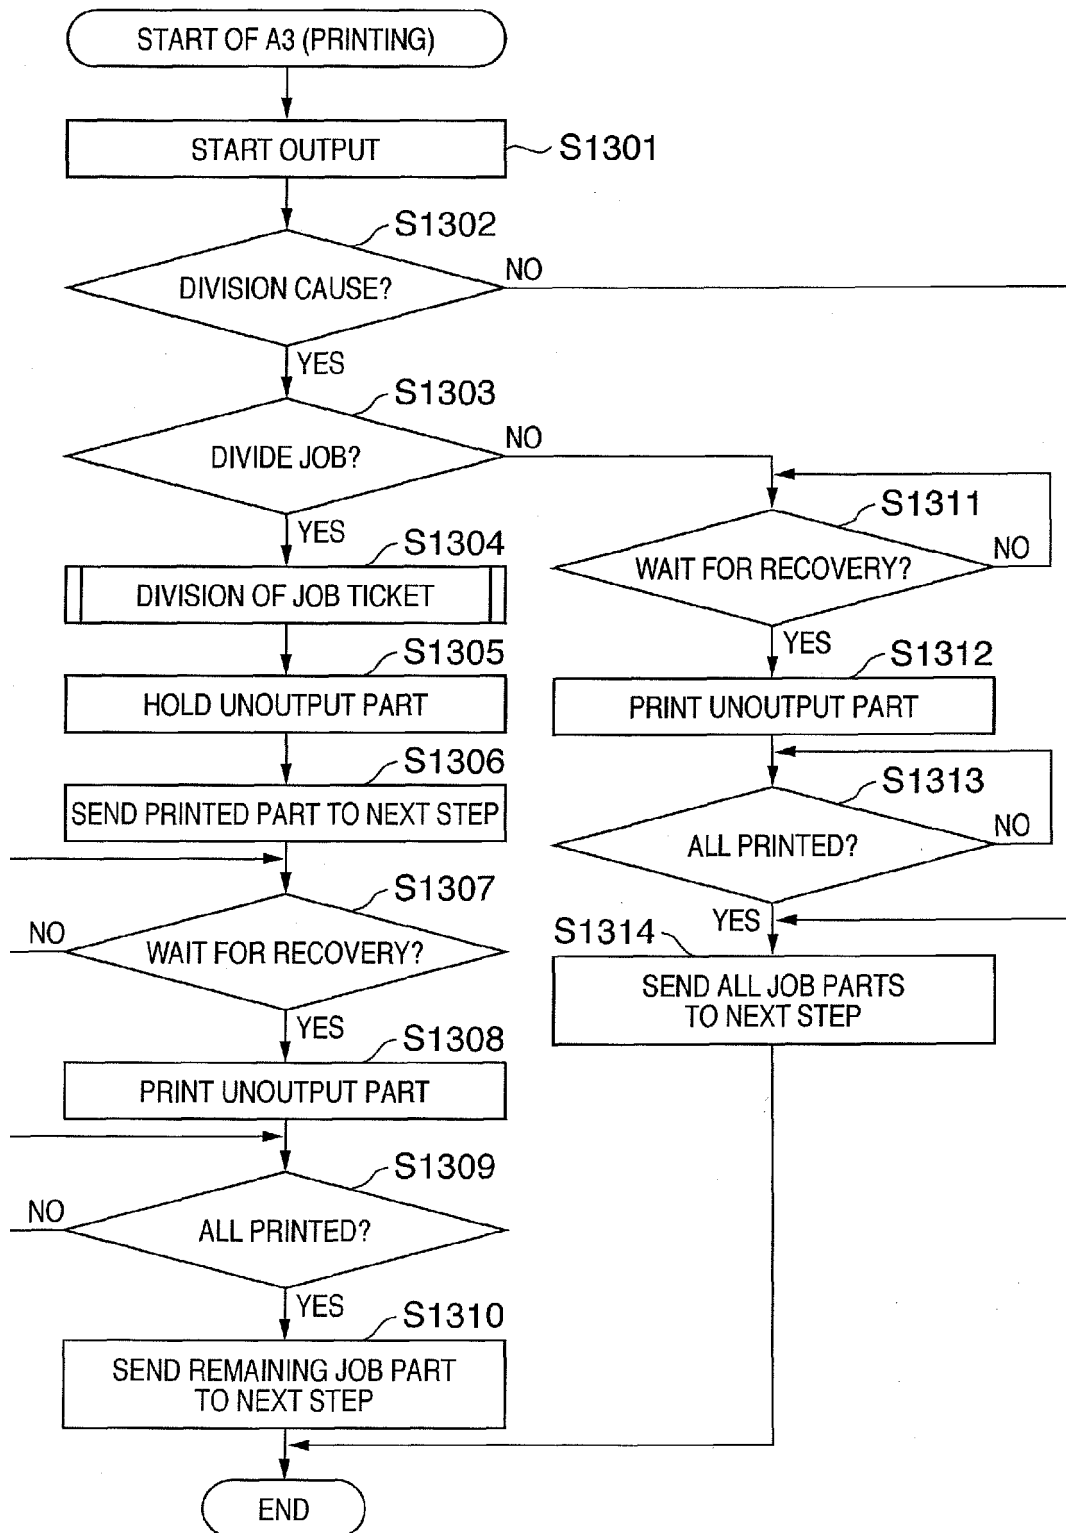 START OF A3 (PRINTING)
START OUTPUT
S1301
S1302
DIVISION CAUSE?
NO
YES
S1303
DIVIDE JOB?
NO
YES
S1304
DIVISION OF JOB TICKET
S1305
HOLD UNOUTPUT PART
S1306
SEND PRINTED PART TO NEXT STEP
S1307
NO
WAIT FOR RECOVERY?
YES
S1308
PRINT UNOUTPUT PART
S1309
NO
ALL PRINTED?
YES
S1310
SEND REMAINING JOB PART
TO NEXT STEP
S1311
WAIT FOR RECOVERY?
NO
YES
S1312
PRINT UNOUTPUT PART
S1313
ALL PRINTED?
NO
YES
S1314
SEND ALL JOB PARTS
TO NEXT STEP
END